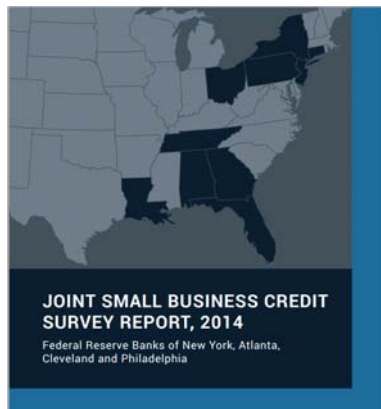 JOINT SMALL BUSINESS CREDIT
SURVEY REPORT, 2014
Federal Reserve Banks of New York, Atlanta,
Cleveland and Philadelphia